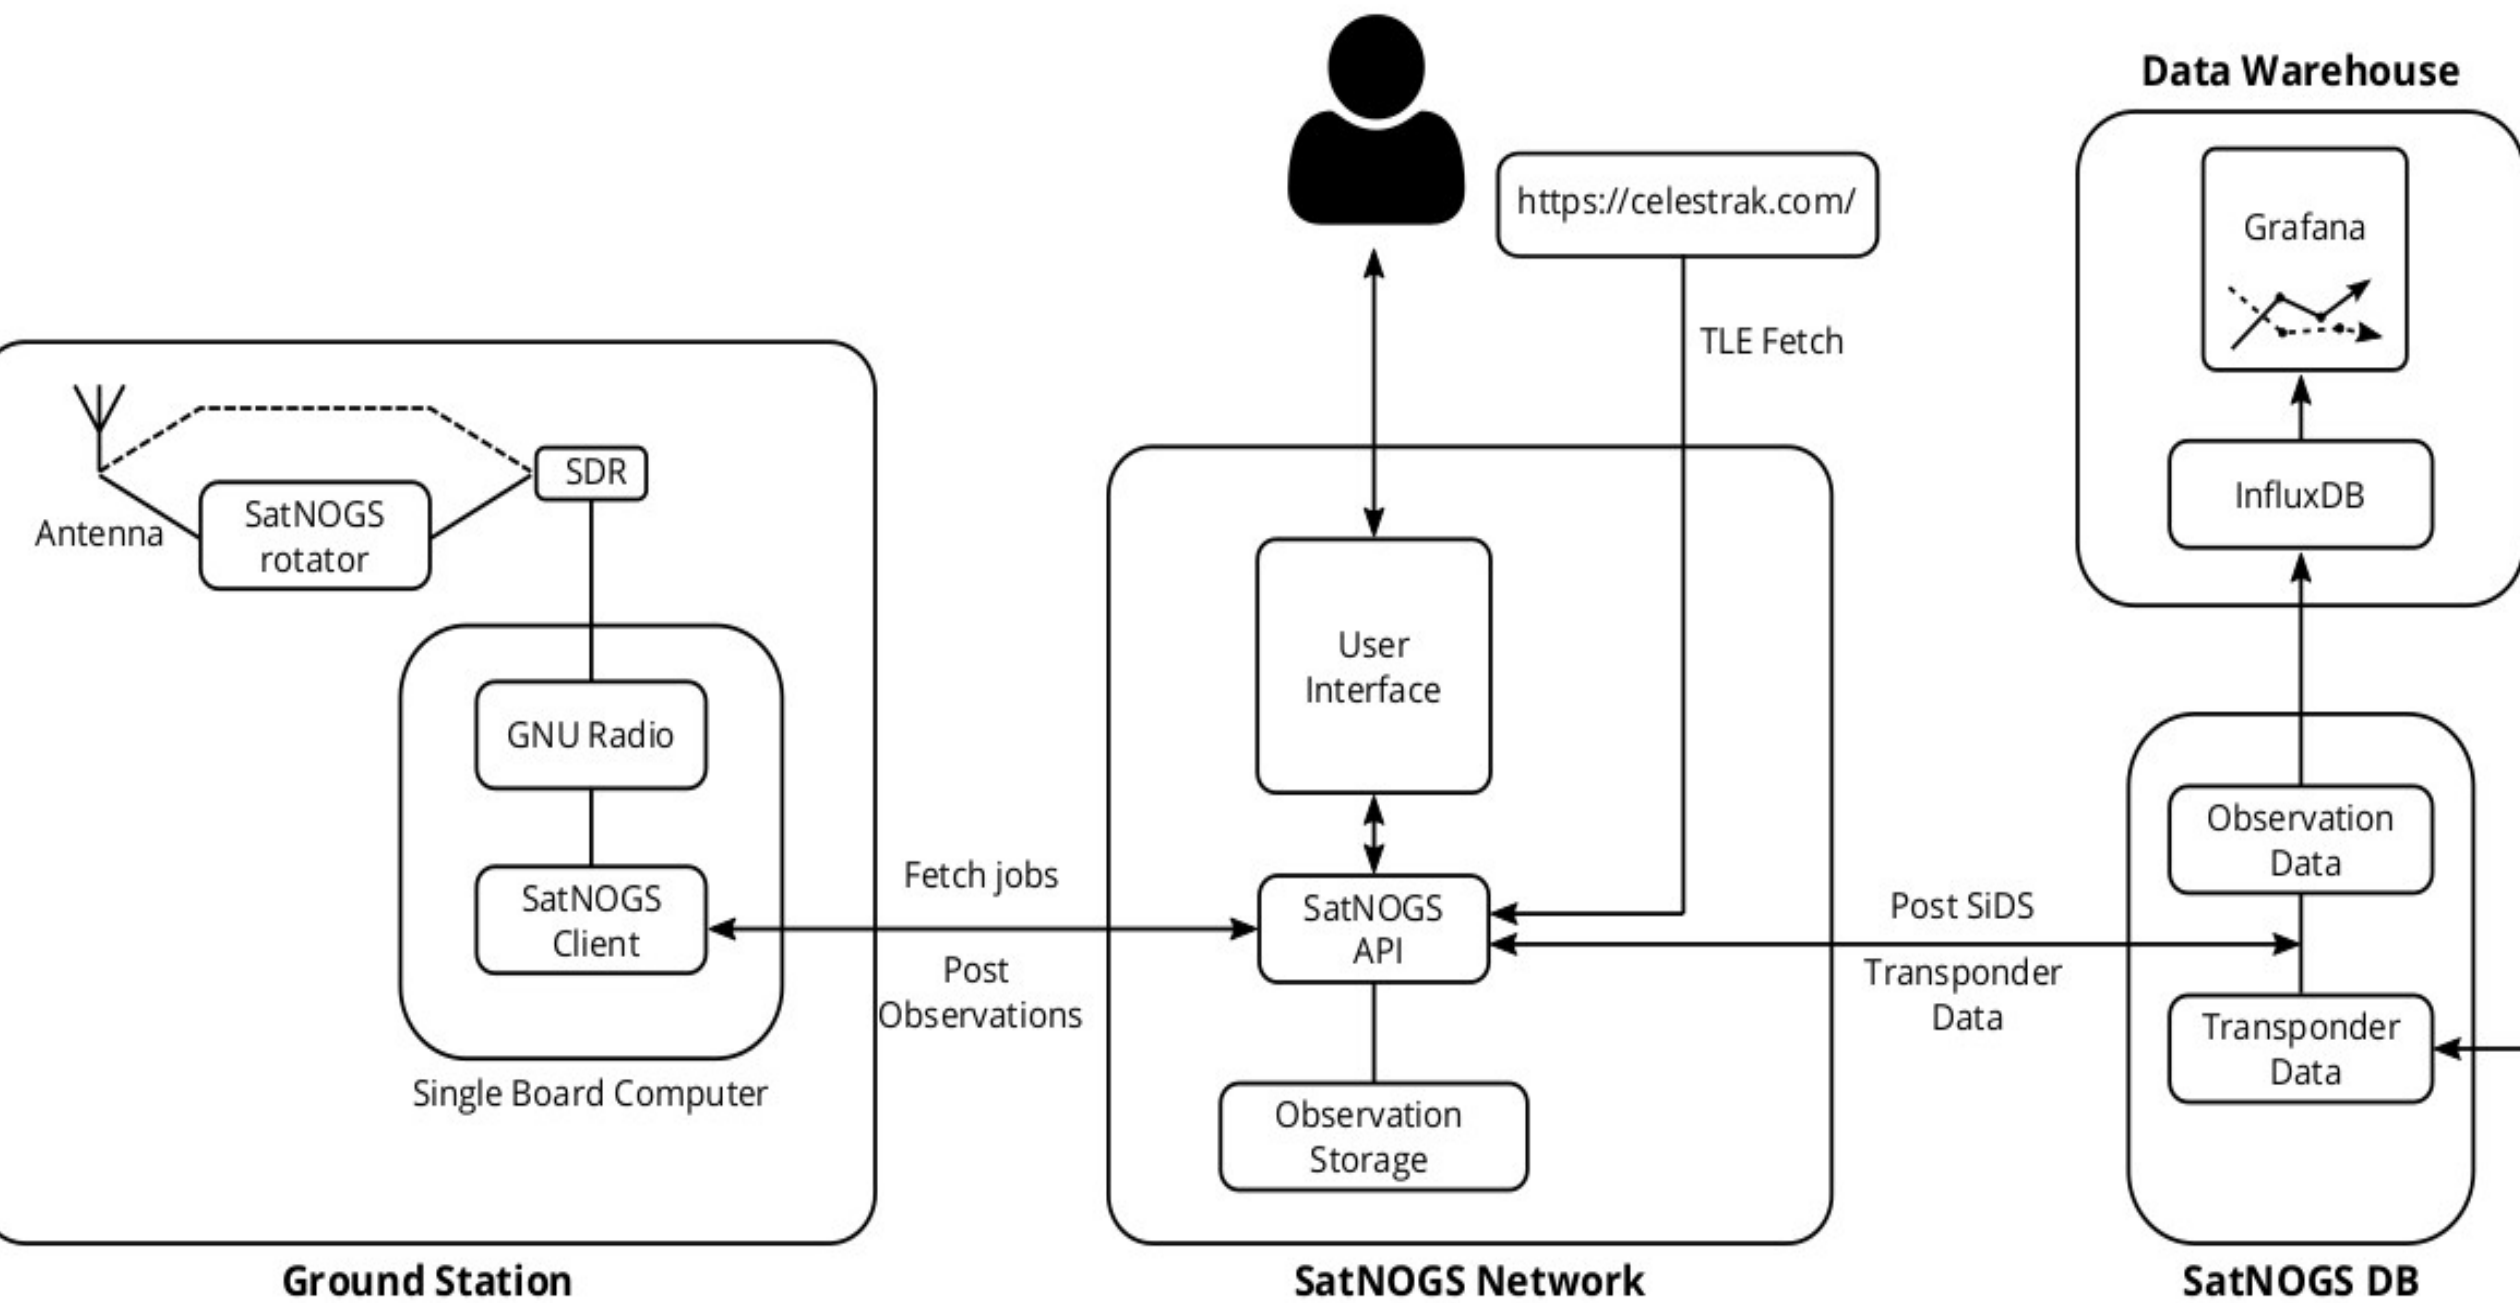 Data Warehouse
https://celestrak.com/
Grafana
TLE Fetch
SDR
SatNOGS
rotator
Antenna
InfluxDB
User
Interface
GNU Radio
Observation
Data
Fetch jobs
SatNOGS
Client
SatNOGS
API
Post SiDS
Post
Observations
Transponder
Data
Transponder
Data
Single Board Computer
Observation
Storage
Ground Station
SatNOGS Network
SatNOGS DB